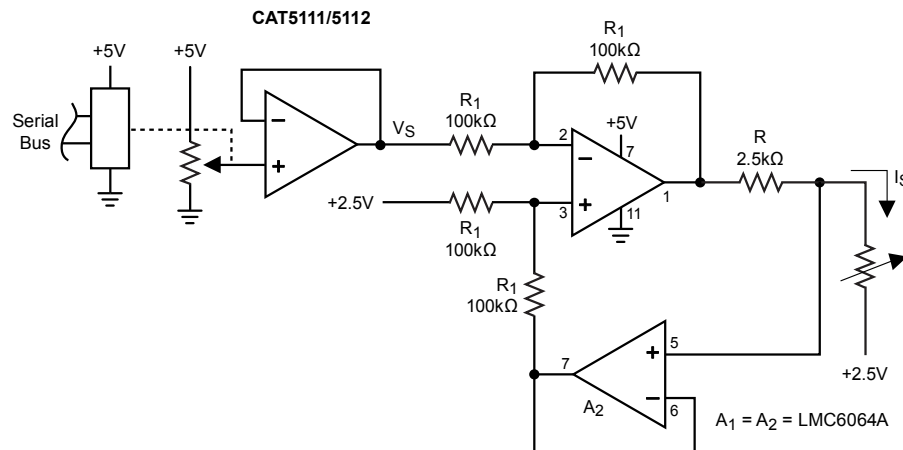 CAT5111/5112
+5V
+5V
Serial
Bus
VS
R1
100kΩ
R1
100kΩ
+5V
7
2
3
1
11
R
2.5kΩ
IS
+2.5V
R1
100kΩ
R1
100kΩ
7
5
6
A2
+2.5V
A1 = A2 = LMC6064A